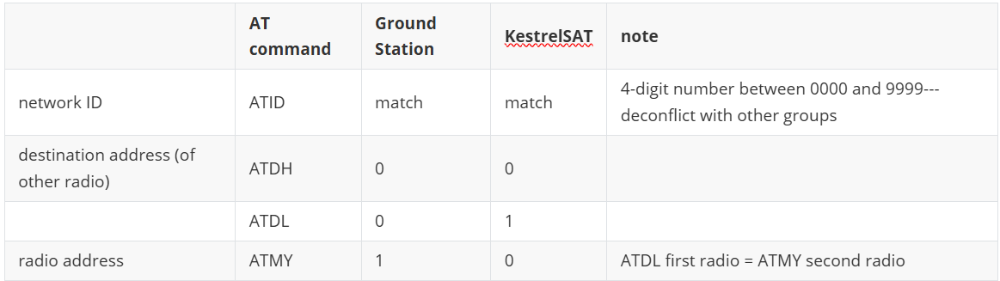 AT command Ground Station KestrelSAT note
network ID ATID match match 4-digit number between 0000 and 9999---
deconflict with other groups
destination address (of
other radio) ATDH 0 0
ATDL 0 1
radio address ATMY 1 0 ATDL first radio = ATMY second radio